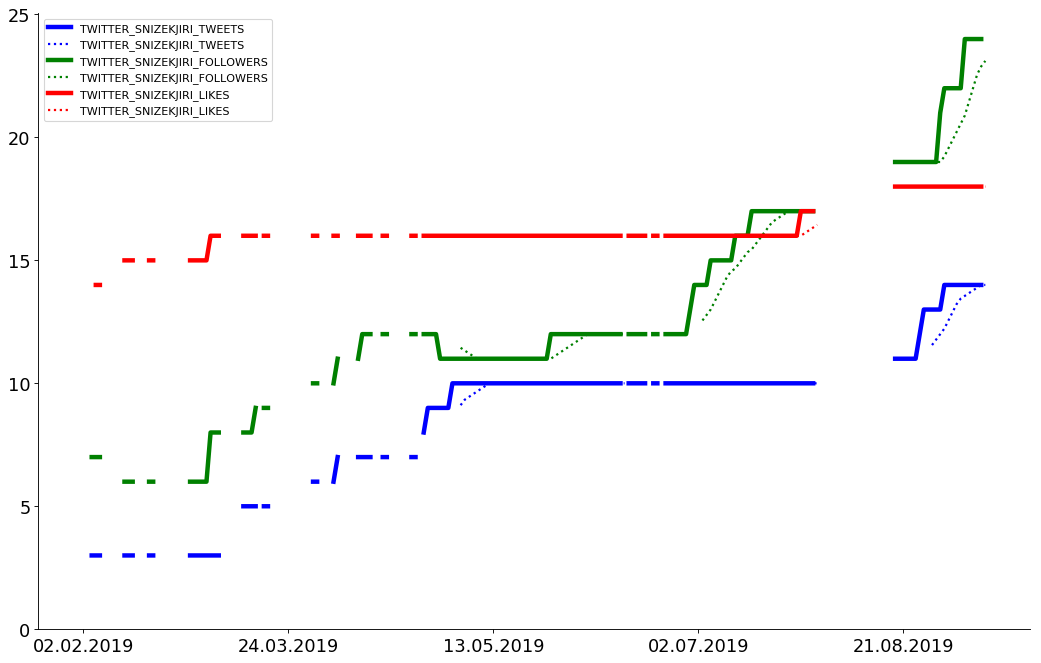 25
20
15
10
5
0
TWITTER_SNIZEKJIRI_TWEETS
TWITTER_SNIZEKJIRI_TWEETS
TWITTER_SNIZEKJIRI_FOLLOWERS
TWITTER_SNIZEKJIRI_FOLLOWERS
TWITTER_SNIZEKJIRI_LIKES
TWITTER_SNIZEKJIRI_LIKES
02.02.2019 24.03.2019 13.05.2019 02.07.2019 21.08.2019